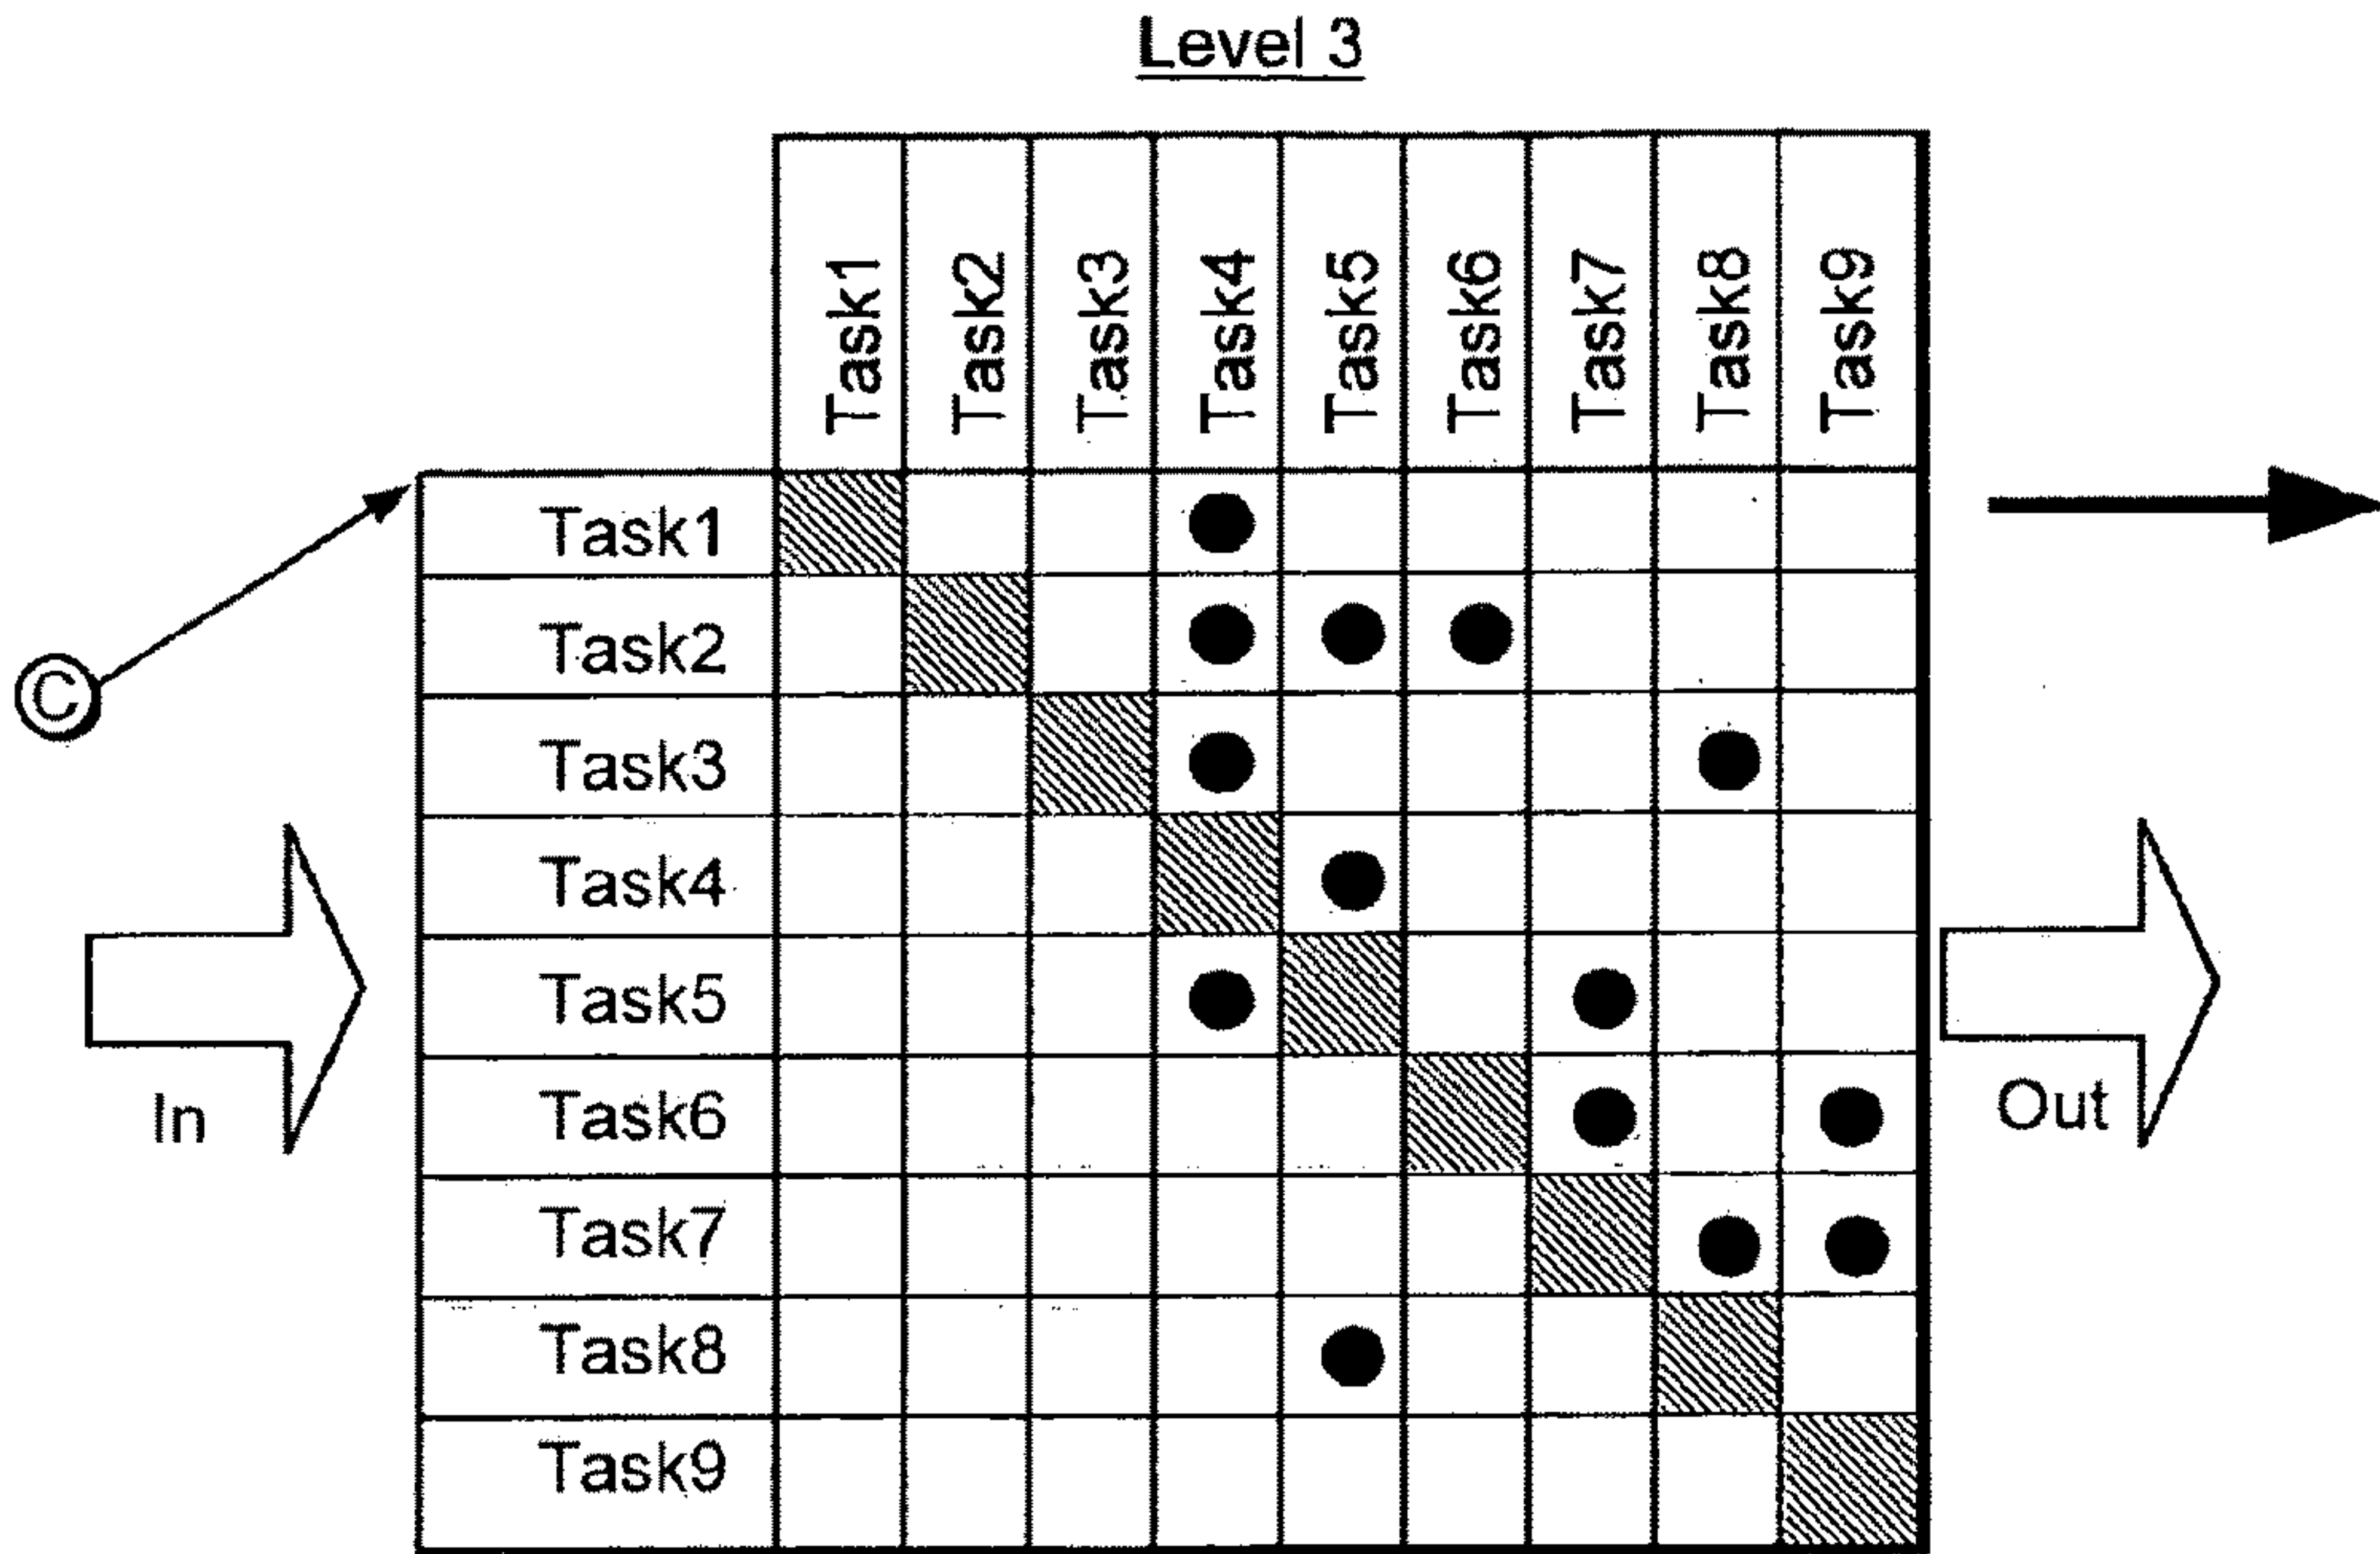 Level 3
Task1 Task2 Task3 Task4 Task5 Task6 Task7 Task8 Task9
Task1
Task2
C
Task3
Task4
Task5
In
Task6
Out
Task7
Task8
Task9